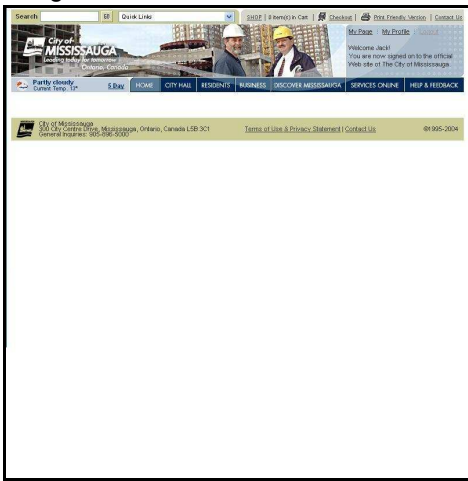 Search GO Quick Links SHOP | 0 item(s) in Cart | Checkout | Print Friendly Version | Contact Us
My Page | My Profile |
City of
MISSISSAUGA
Leading today for tomorrow
Ontario, Canada
Welcome Jack!
You are now signed on to the official
Web site of The City of Mississauga.
Partly cloudy
Current Temp. 13°
5 Day
HOME CITY HALL RESIDENTS BUSINESS DISCOVER MISSISSAUGA SERVICES ONLINE HELP & FEEDBACK
City of Mississauga
300 City Centre Drive, Mississauga, Ontario, Canada L5B 3C1
General Inquiries: 905-896-5000
Terms of Use & Privacy Statement | Contact Us
©1995-2004